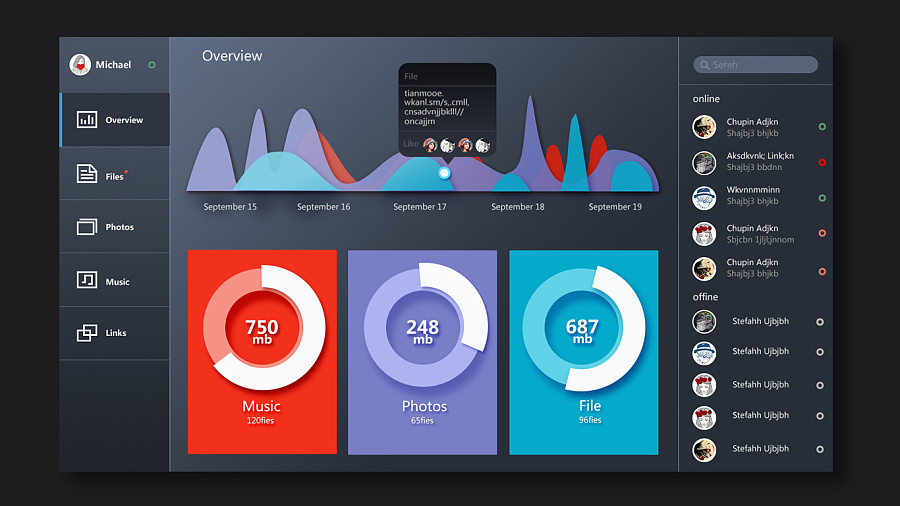 Michael
Overview
Files
Photos
Music
Links
Overview
File
tianmooe.
wkanl.sm/s,.cmll,
cnsadvnjjbklll//
oncajjm
Like
September 15
September 16
September 17
September 18
September 19
750
mb
Music
120fies
248
mb
Photos
65fies
687
mb
File
96fies
Sereh
online
Chupin Adjkn
Shajbj3 bhjkb
Aksdkvnk; Link;kn
Shajbj3 bbdnn
Wkvnnmminn
Shajbj3 bhjkb
Chupin Adjkn
Sbjcbn 1jljtjnnom
Chupin Adjkn
Shajbj3 bhjkb
offine
Stefahh Ujbjbh
Stefahh Ujbjbh
Stefahh Ujbjbh
Stefahh Ujbjbh
Stefahh Ujbjbh